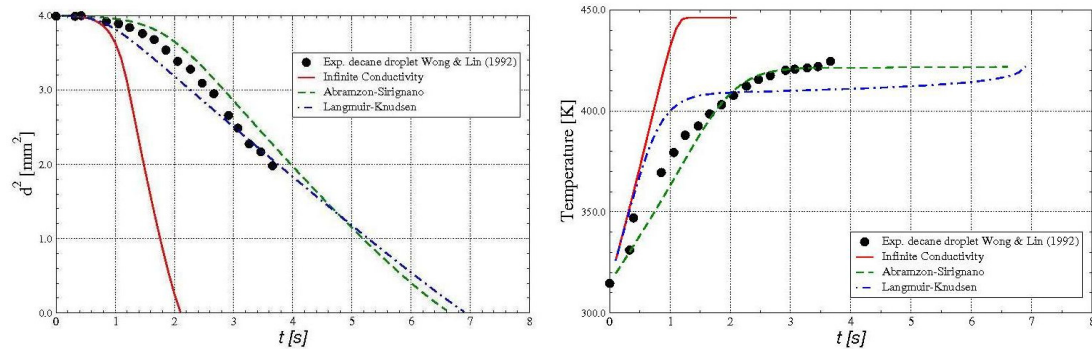 4.0
3.0
2.0
1.0
0.0
d² [mm²]
0 1 2 3 4 5 6 7 8
t [s]
Exp. decane droplet Wong & Lin (1992)
Infinite Conductivity
Abramzon-Sirignano
Langmuir-Knudsen
450.0
400.0
350.0
300.0
Temperature [K]
0 1 2 3 4 5 6 7 8
t [s]
Exp. decane droplet Wong & Lin (1992)
Infinite Conductivity
Abramzon-Sirignano
Langmuir-Knudsen